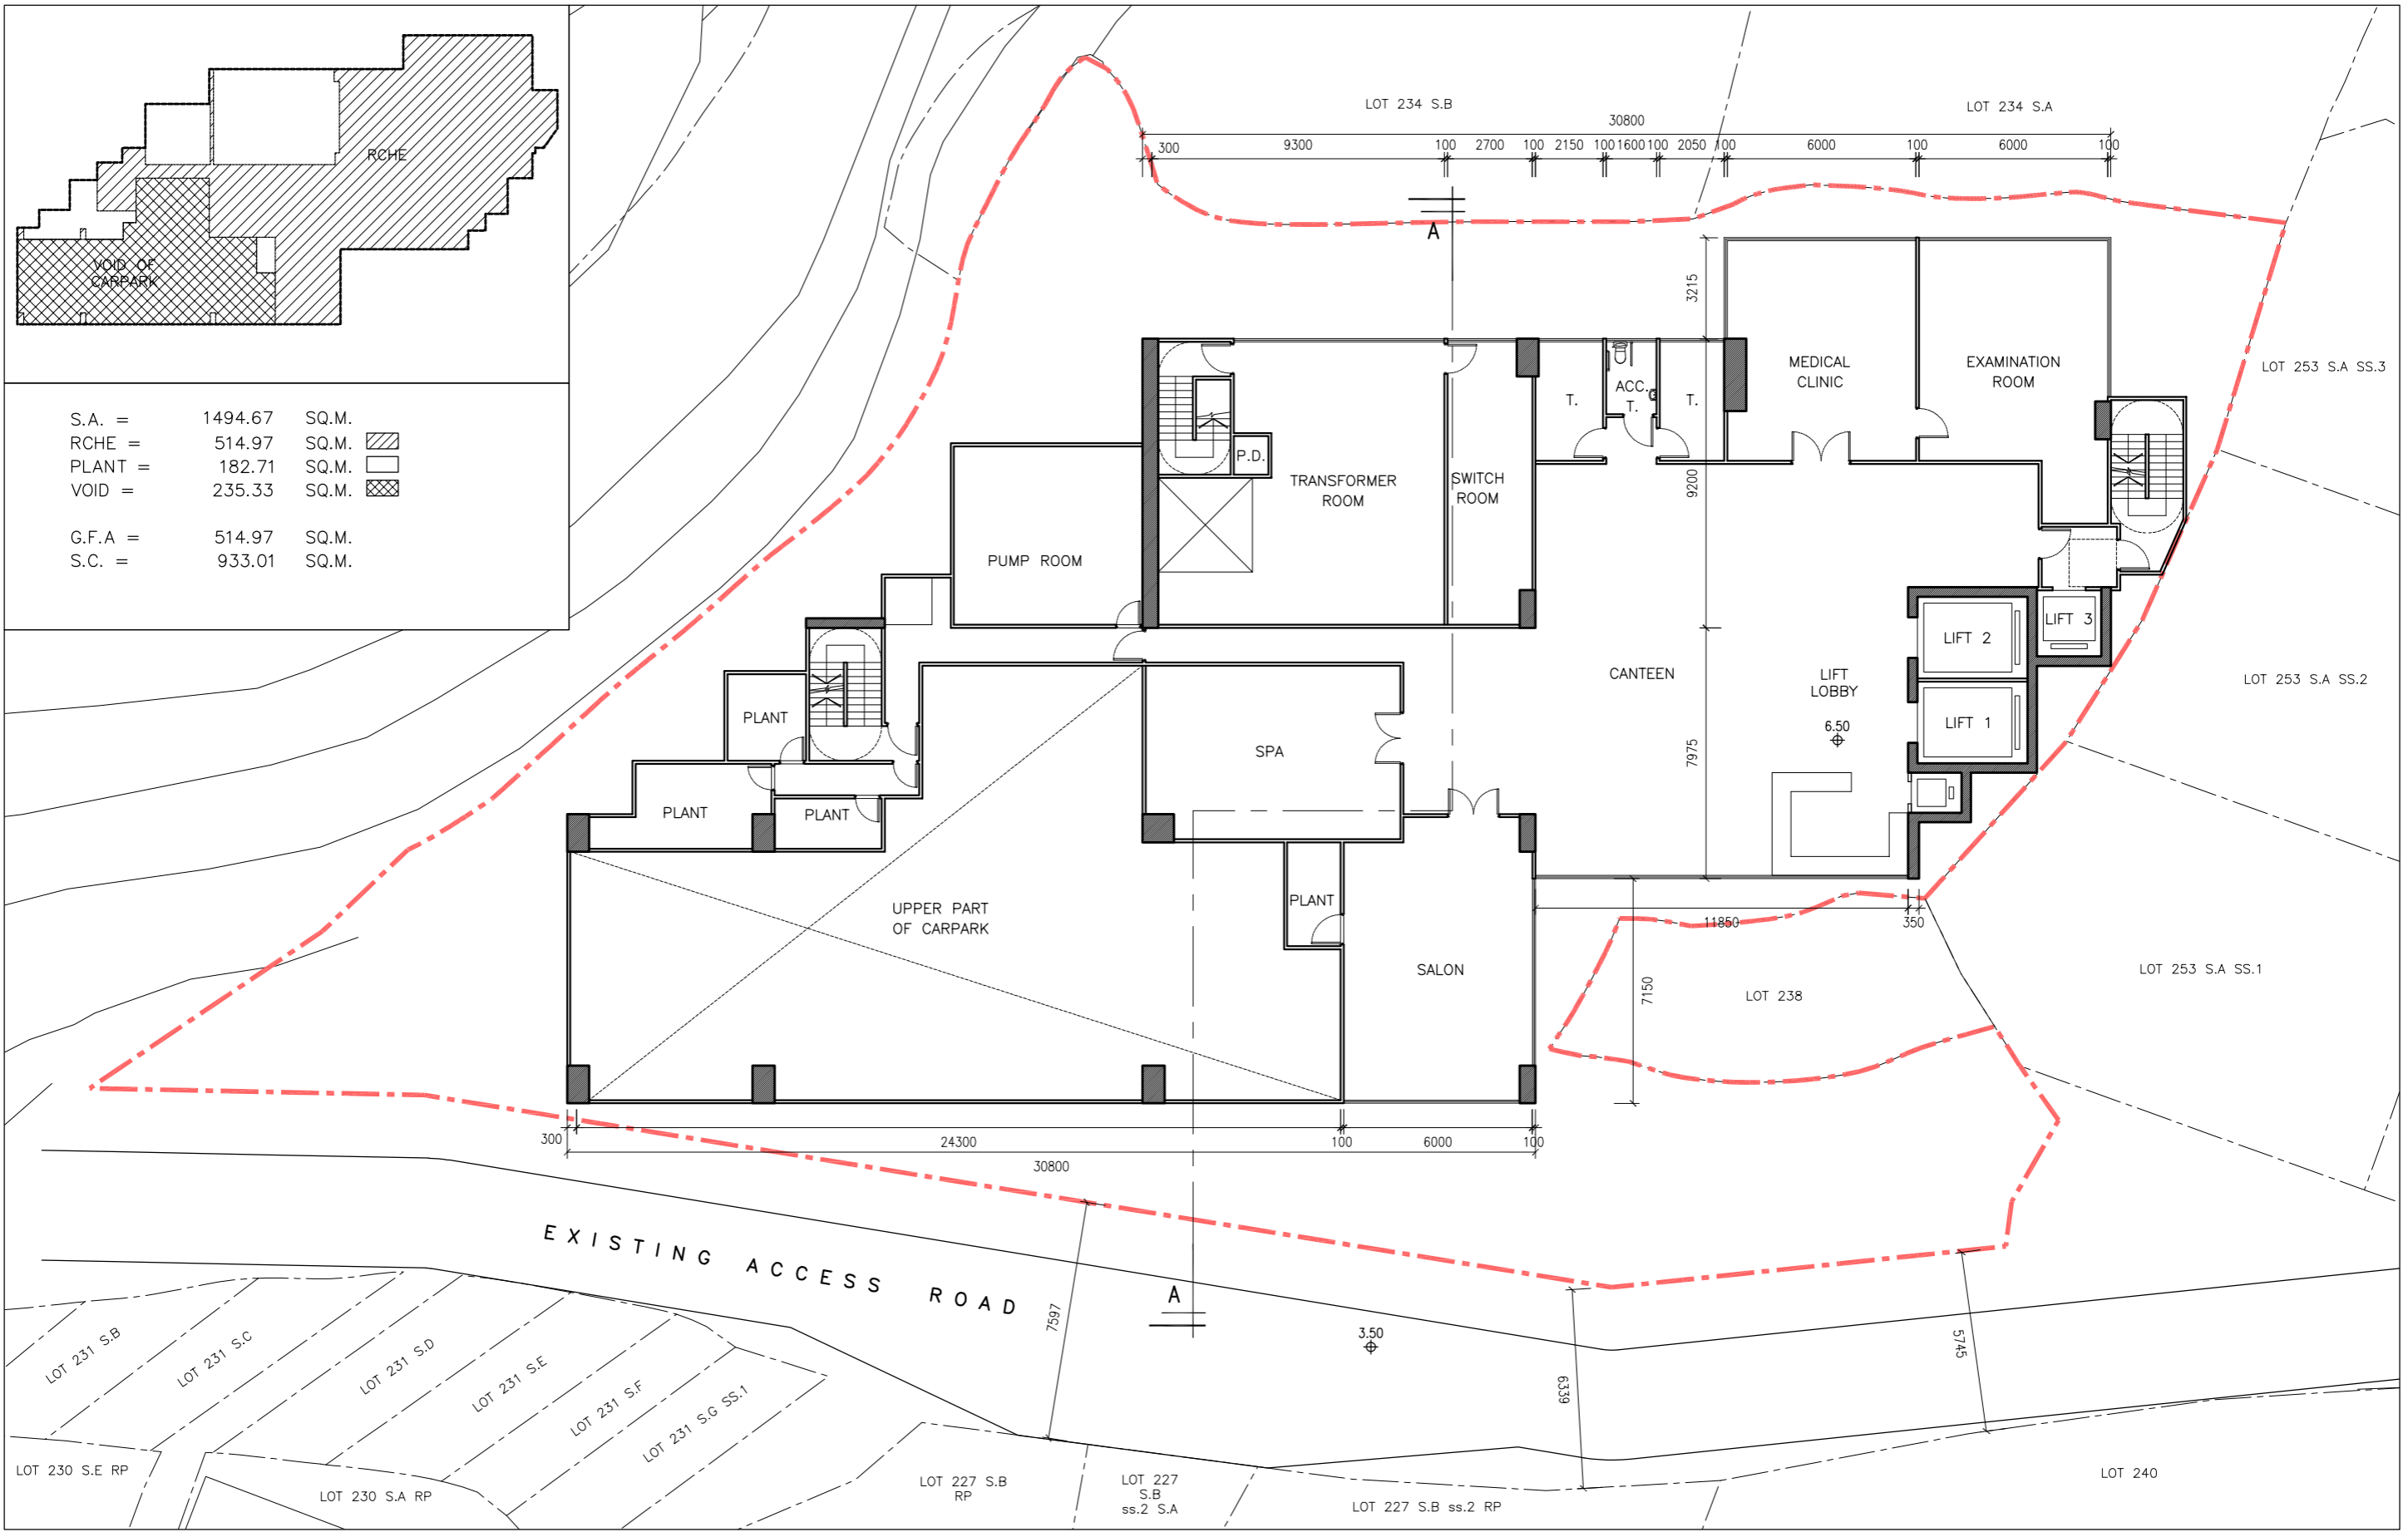 RCHE
VOID OF
CARPARK
S.A. = 1494.67 SQ.M.
RCHE = 514.97 SQ.M.
PLANT = 182.71 SQ.M.
VOID = 235.33 SQ.M.
G.F.A = 514.97 SQ.M.
S.C. = 933.01 SQ.M.
LOT 234 S.B
LOT 234 S.A
30800
300 9300 100 2700 100 2150 100 1600 100 2050 100 6000 100 6000 100
A
3215
MEDICAL
CLINIC
EXAMINATION
ROOM
LOT 253 S.A SS.3
ACC.
T.
T.
T.
P.D.
TRANSFORMER
ROOM
SWITCH
ROOM
9200
PUMP ROOM
LIFT 3
LIFT 2
CANTEEN
LIFT
LOBBY
LOT 253 S.A SS.2
PLANT
LIFT 1
6.50
SPA
7975
PLANT
PLANT
PLANT
UPPER PART
OF CARPARK
11850
350
SALON
LOT 238
7150
LOT 253 S.A SS.1
300 24300 100 6000 100
30800
EXISTING ACCESS ROAD
A
7597
3.50
6339
5745
LOT 231 S.B
LOT 231 S.C
LOT 231 S.D
LOT 231 S.E
LOT 231 S.F
LOT 231 S.G SS.1
LOT 230 S.E RP
LOT 230 S.A RP
LOT 227 S.B
RP
LOT 227
S.B
ss.2 S.A
LOT 227 S.B ss.2 RP
LOT 240